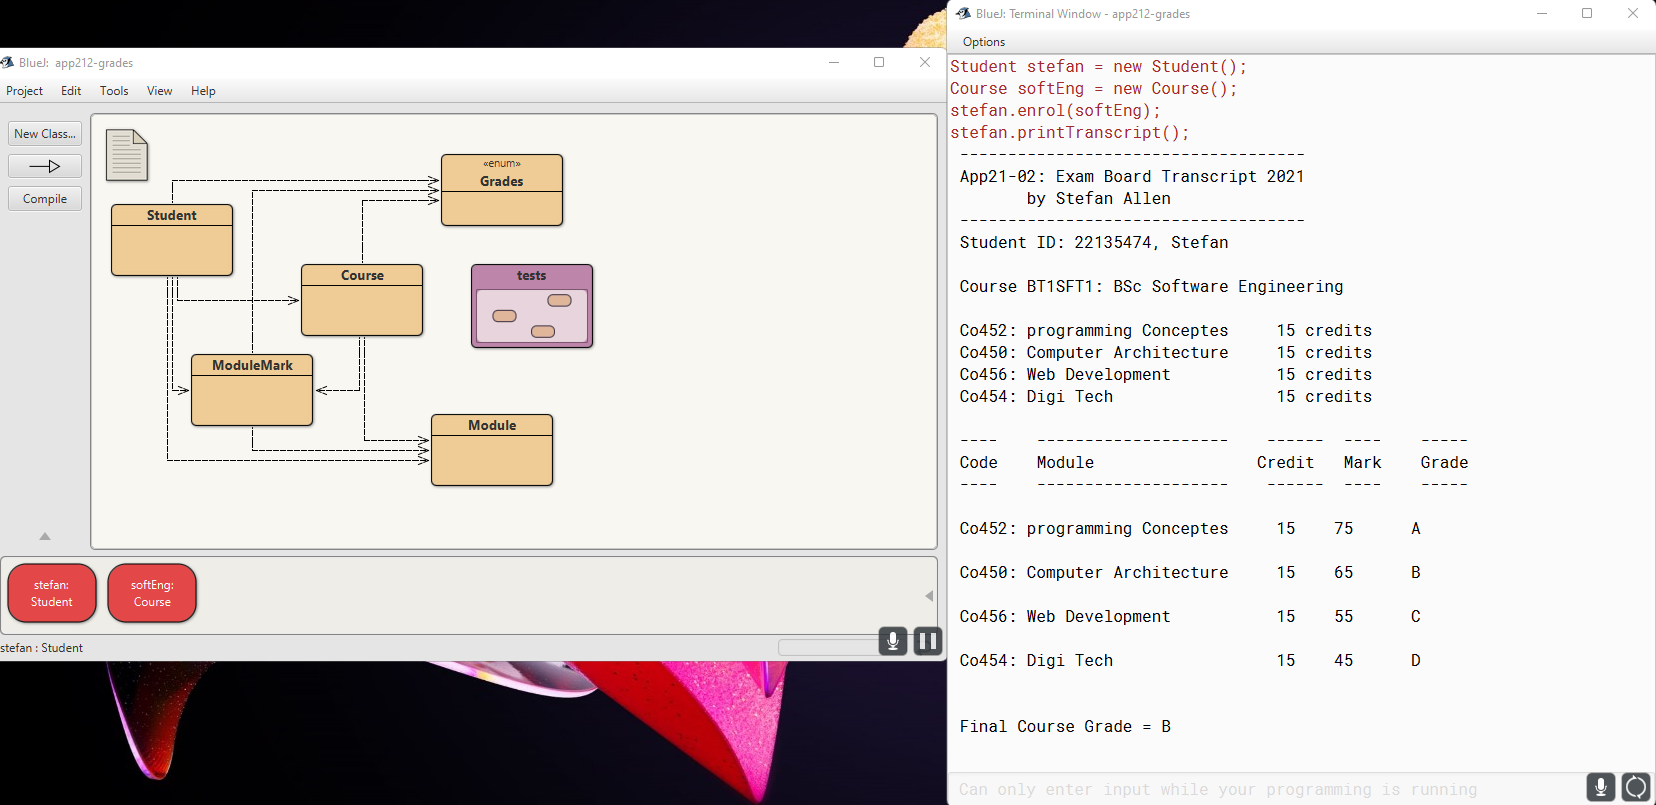 BlueJ: app212-grades
Project Edit Tools View Help
New Class...
Compile
«enum»
Grades
Student
Course
tests
ModuleMark
Module
stefan:
Student
softEng:
Course
stefan : Student
BlueJ: Terminal Window - app212-grades
Options
Student stefan = new Student();
Course softEng = new Course();
stefan.enrol(softEng);
stefan.printTranscript();
------------------------------------
App21-02: Exam Board Transcript 2021
by Stefan Allen
------------------------------------
Student ID: 22135474, Stefan
Course BT1SFT1: BSc Software Engineering
Co452: programming Conceptes 15 credits
Co450: Computer Architecture 15 credits
Co456: Web Development 15 credits
Co454: Digi Tech 15 credits
---- -------------------- ------ ---- -----
Code Module Credit Mark Grade
---- -------------------- ------ ---- -----
Co452: programming Conceptes 15 75 A
Co450: Computer Architecture 15 65 B
Co456: Web Development 15 55 C
Co454: Digi Tech 15 45 D
Final Course Grade = B
Can only enter input while your programming is running